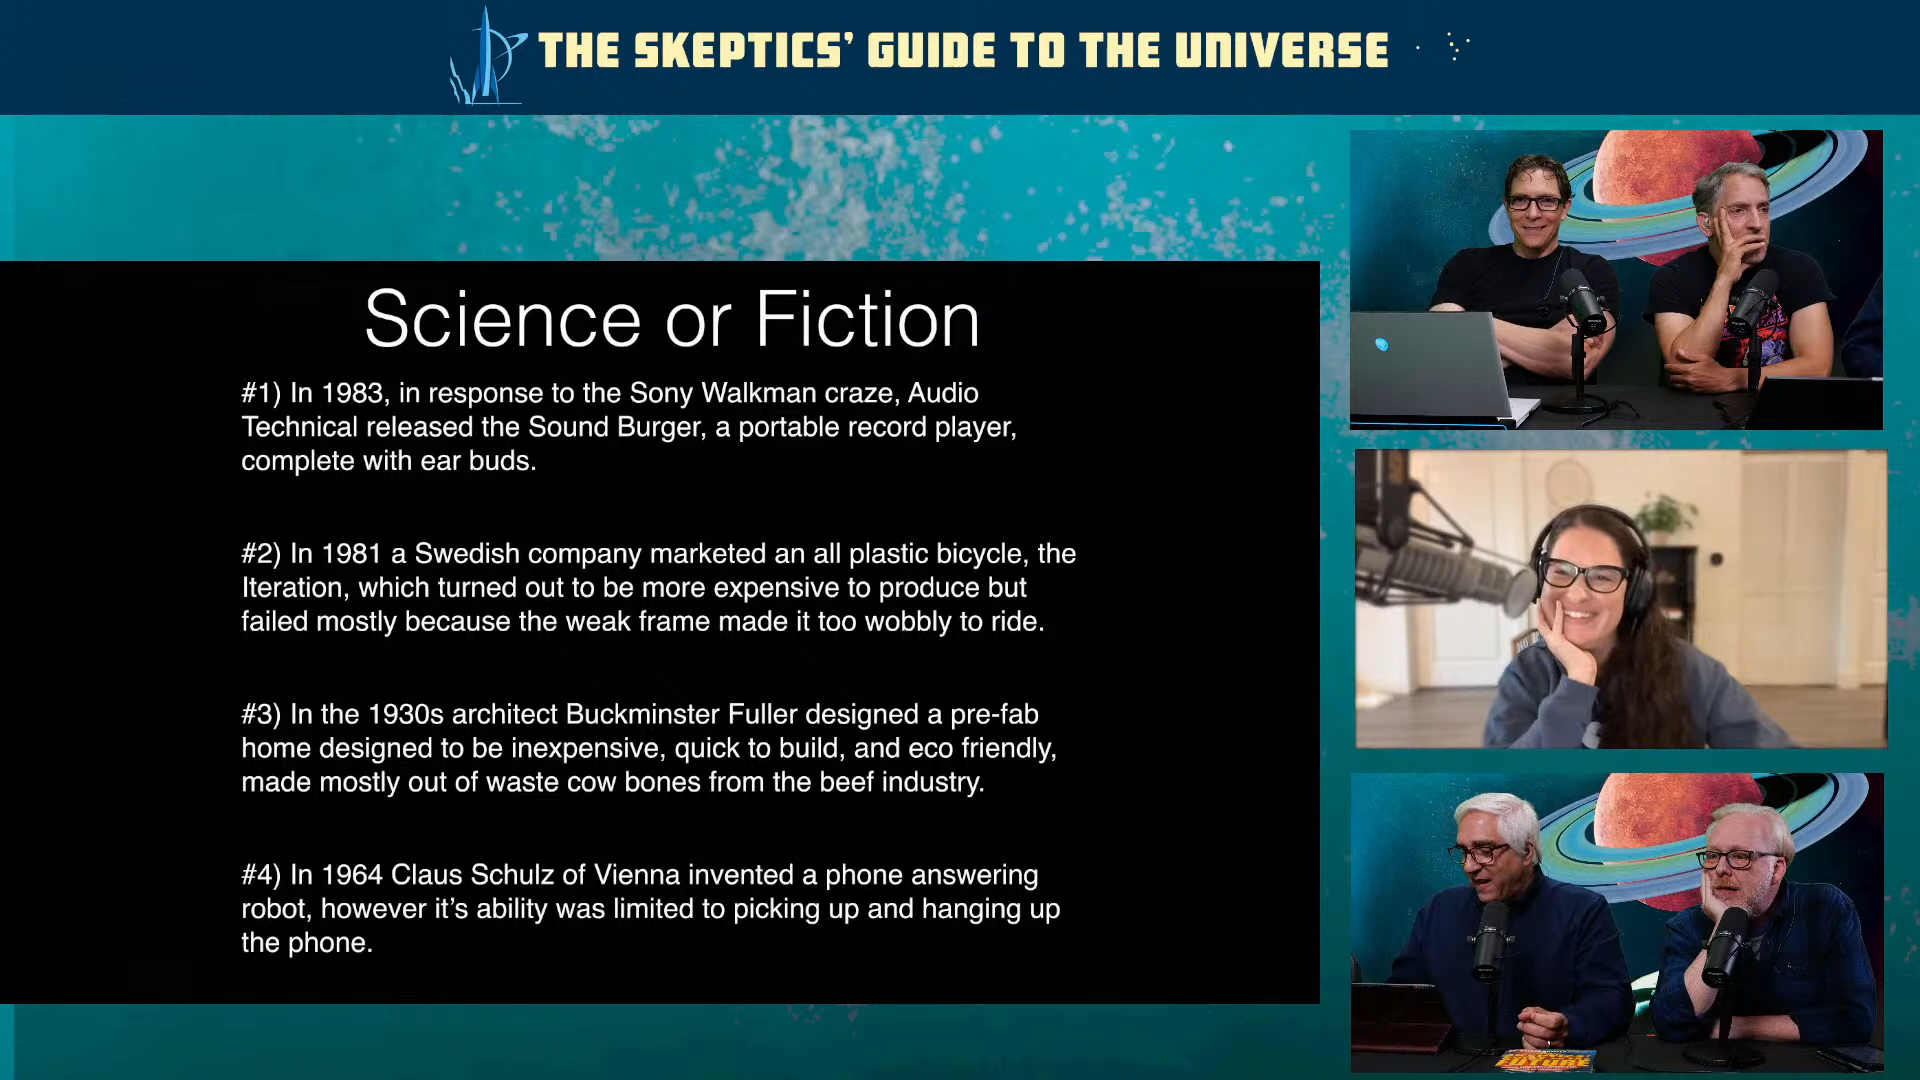 THE SKEPTICS' GUIDE TO THE UNIVERSE
Science or Fiction
#1) In 1983, in response to the Sony Walkman craze, Audio
Technical released the Sound Burger, a portable record player,
complete with ear buds.
#2) In 1981 a Swedish company marketed an all plastic bicycle, the
Iteration, which turned out to be more expensive to produce but
failed mostly because the weak frame made it too wobbly to ride.
#3) In the 1930s architect Buckminster Fuller designed a pre-fab
home designed to be inexpensive, quick to build, and eco friendly,
made mostly out of waste cow bones from the beef industry.
#4) In 1964 Claus Schulz of Vienna invented a phone answering
robot, however it's ability was limited to picking up and hanging up
the phone.
FUTURE